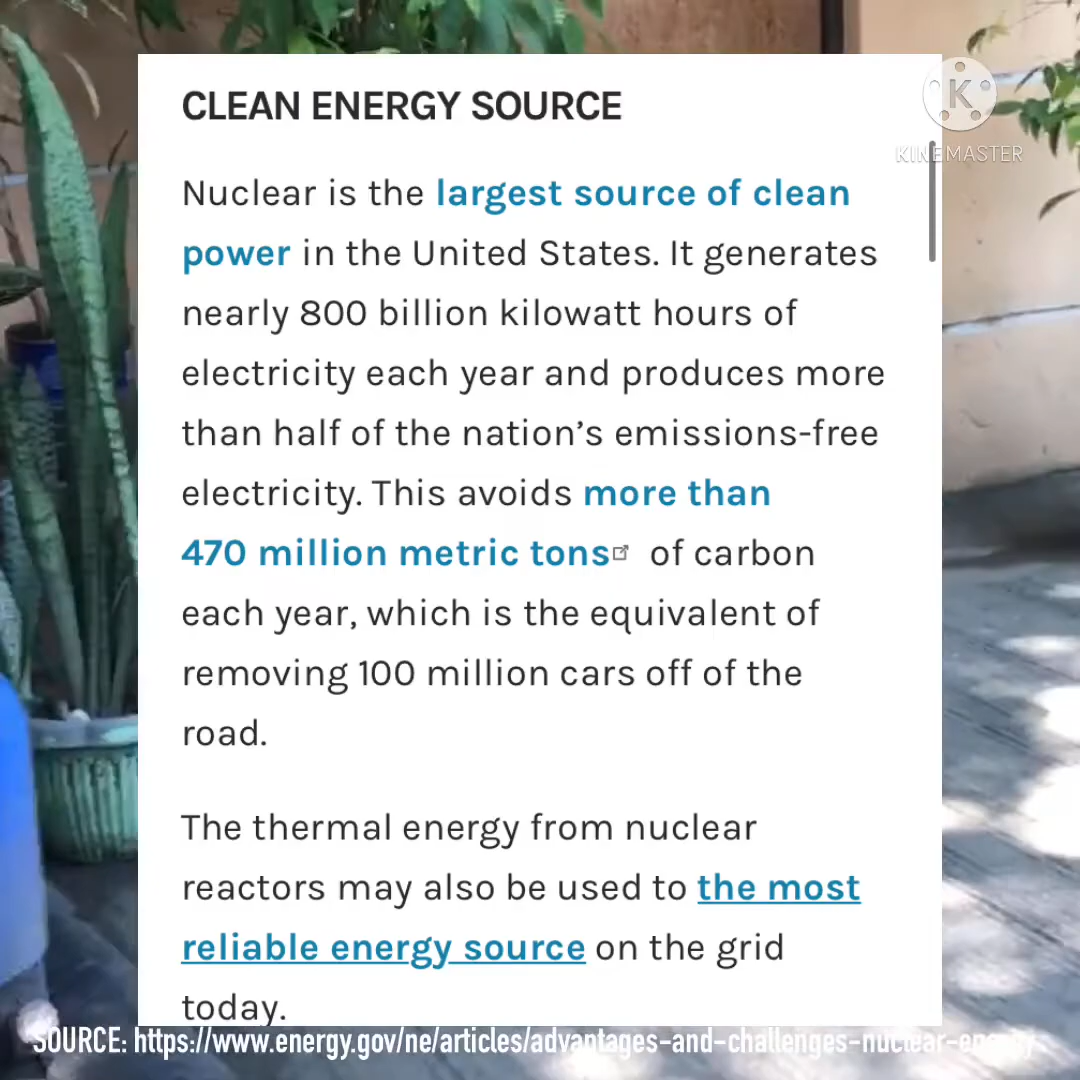 CLEAN ENERGY SOURCE
K
KINEMASTER
Nuclear is the largest source of clean
power in the United States. It generates
nearly 800 billion kilowatt hours of
electricity each year and produces more
than half of the nation’s emissions-free
electricity. This avoids more than
470 million metric tons of carbon
each year, which is the equivalent of
removing 100 million cars off of the
road.
The thermal energy from nuclear
reactors may also be used to the most
reliable energy source on the grid
today.
SOURCE: https://www.energy.gov/ne/articles/advantages-and-challenges-nuclear-energy